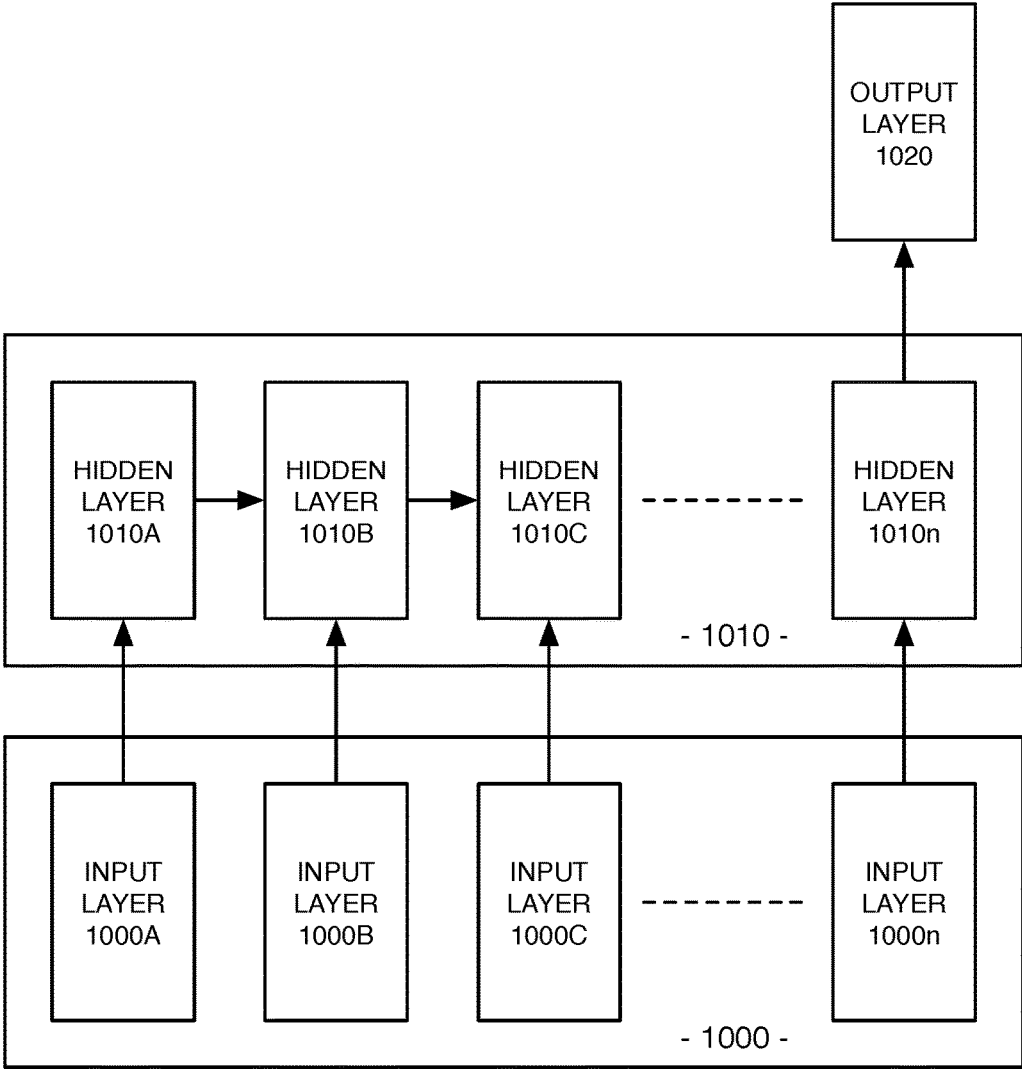 OUTPUT
LAYER
1020
HIDDEN
LAYER
1010A
HIDDEN
LAYER
1010B
HIDDEN
LAYER
1010C
HIDDEN
LAYER
1010n
- 1010 -
INPUT
LAYER
1000A
INPUT
LAYER
1000B
INPUT
LAYER
1000C
INPUT
LAYER
1000n
- 1000 -